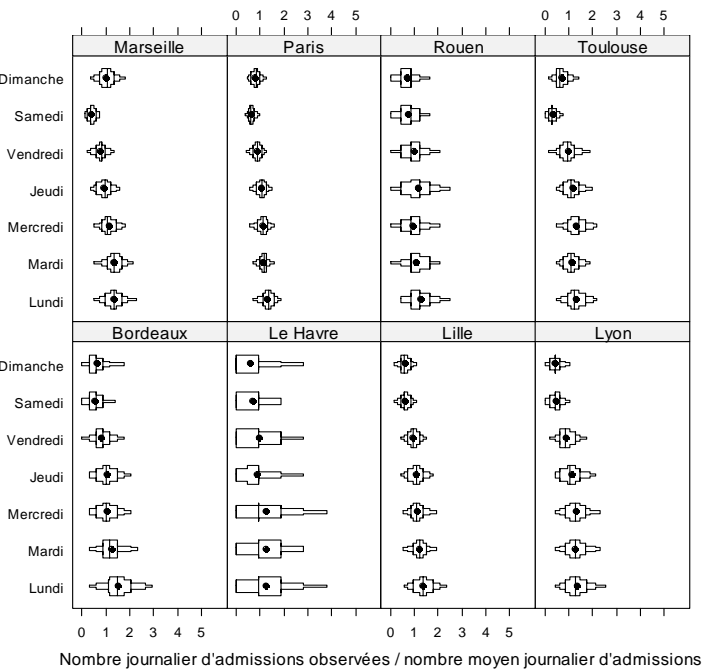 0 1 2 3 4 5 0 1 2 3 4 5
Marseille Paris Rouen Toulouse
Dimanche
Samedi
Vendredi
Jeudi
Mercredi
Mardi
Lundi
Bordeaux Le Havre Lille Lyon
Dimanche
Samedi
Vendredi
Jeudi
Mercredi
Mardi
Lundi
0 1 2 3 4 5 0 1 2 3 4 5
Nombre journalier d'admissions observées / nombre moyen journalier d'admissions